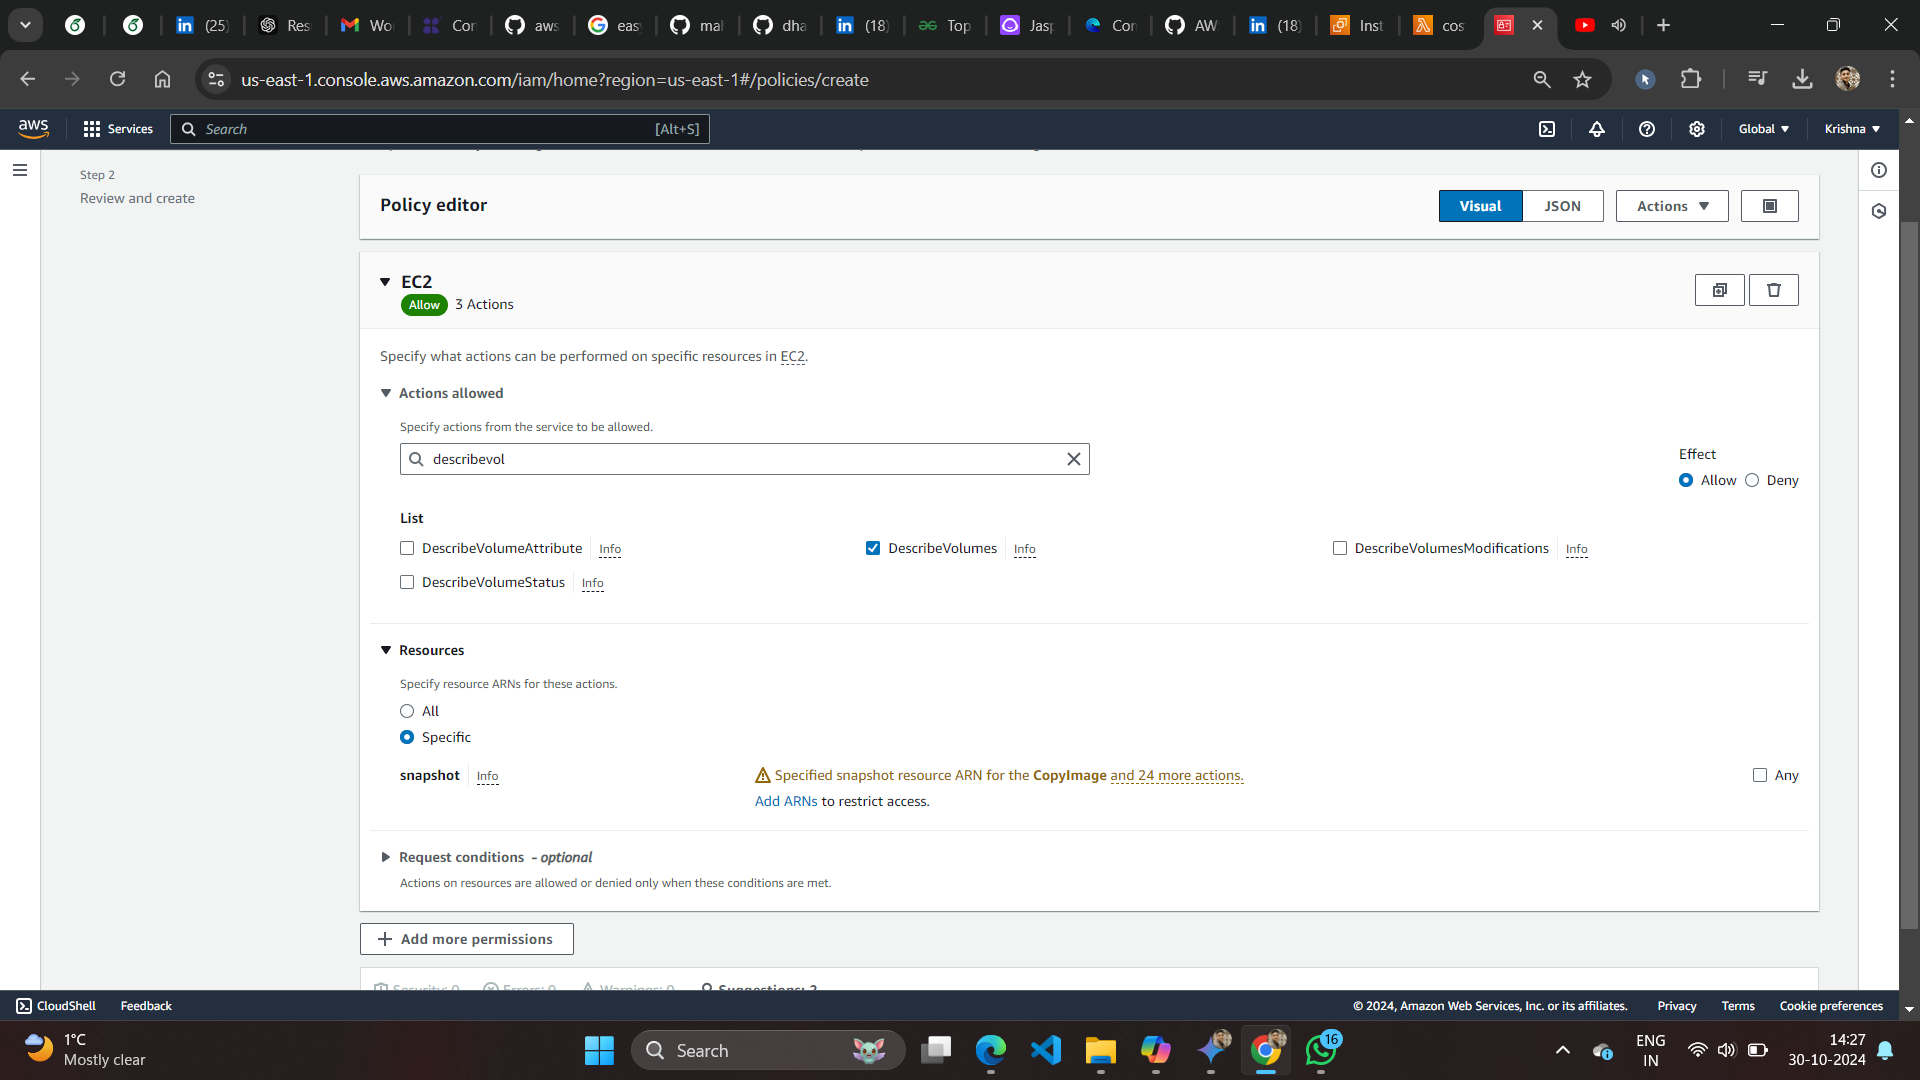 (25)
Res
Wor
Con
aws
easy
mal
dha
(18)
Top
Jasp
Con
AW
(18)
Inst
cos
us-east-1.console.aws.amazon.com/iam/home?region=us-east-1#/policies/create
aws
Services
Search
[Alt+S]
Global
Krishna
Step 2
Review and create
Policy editor
Visual
JSON
Actions
EC2
Allow
3 Actions
Specify what actions can be performed on specific resources in EC2.
Actions allowed
Specify actions from the service to be allowed.
describevol
Effect
Allow
Deny
List
DescribeVolumeAttribute
Info
DescribeVolumes
Info
DescribeVolumesModifications
Info
DescribeVolumeStatus
Info
Resources
Specify resource ARNs for these actions.
All
Specific
snapshot
Info
Specified snapshot resource ARN for the CopyImage and 24 more actions.
Any
Add ARNs to restrict access.
Request conditions - optional
Actions on resources are allowed or denied only when these conditions are met.
Add more permissions
Security: 0
Errors: 0
Warnings: 0
Suggestions: 2
CloudShell
Feedback
© 2024, Amazon Web Services, Inc. or its affiliates.
Privacy
Terms
Cookie preferences
1°C
Mostly clear
Search
16
ENG
IN
14:27
30-10-2024